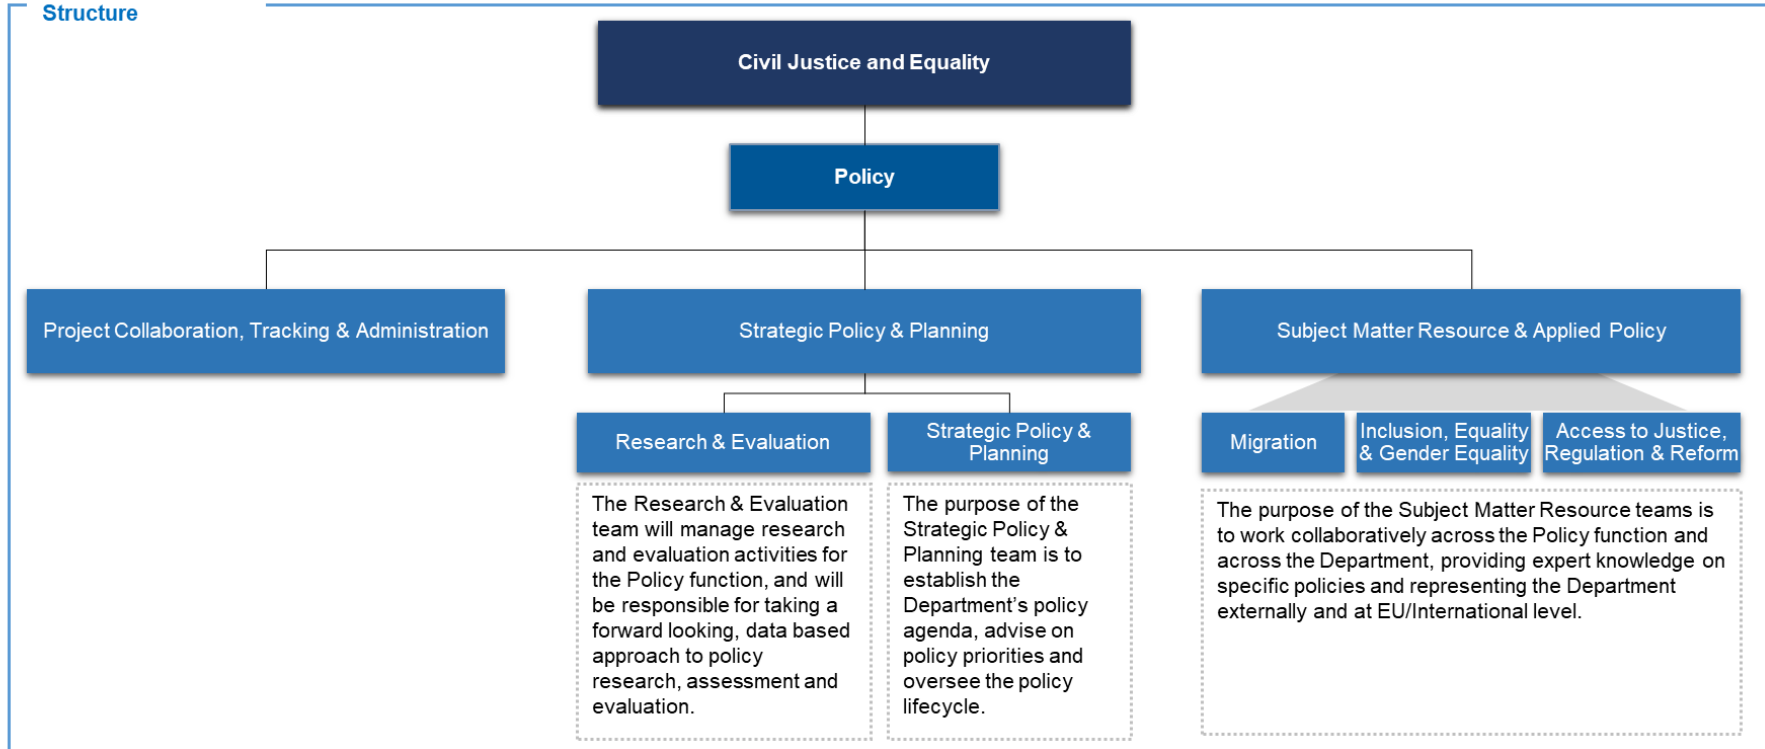 Structure
Civil Justice and Equality
Policy
Project Collaboration, Tracking & Administration
Strategic Policy & Planning
Subject Matter Resource & Applied Policy
Research & Evaluation
The Research & Evaluation
team will manage research
and evaluation activities for
the Policy function, and will
be responsible for taking a
forward looking, data based
approach to policy
research, assessment and
evaluation.
Strategic Policy &
Planning
The purpose of the
Strategic Policy &
Planning team is to
establish the
Department’s policy
agenda, advise on
policy priorities and
oversee the policy
lifecycle.
Migration
Inclusion, Equality
& Gender Equality
Access to Justice,
Regulation & Reform
The purpose of the Subject Matter Resource teams is
to work collaboratively across the Policy function and
across the Department, providing expert knowledge on
specific policies and representing the Department
externally and at EU/International level.